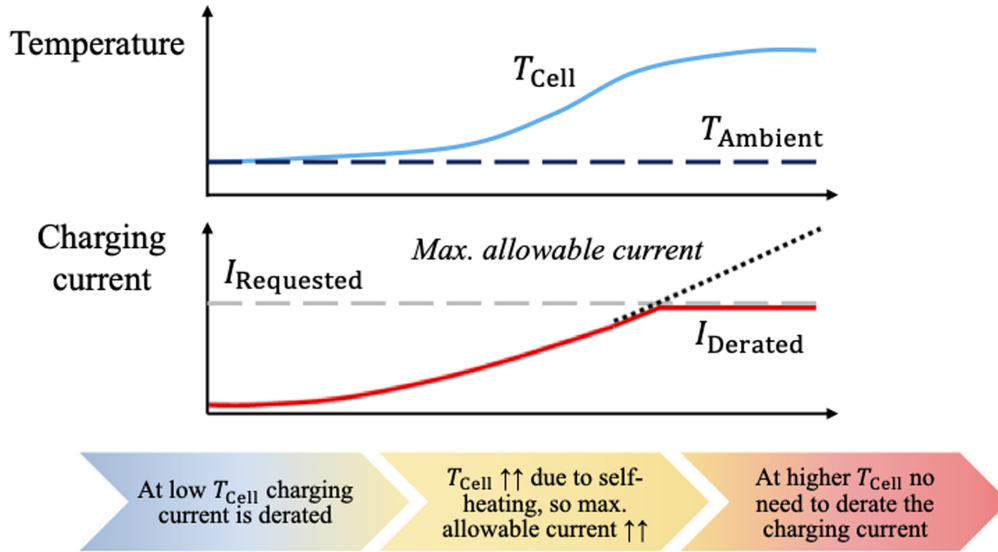 Temperature
T_Cell
T_Ambient
Charging
current
Max. allowable current
I_Requested
I_Derated
At low T_Cell charging
current is derated
T_Cell ↑↑ due to self-
heating, so max.
allowable current ↑↑
At higher T_Cell no
need to derate the
charging current